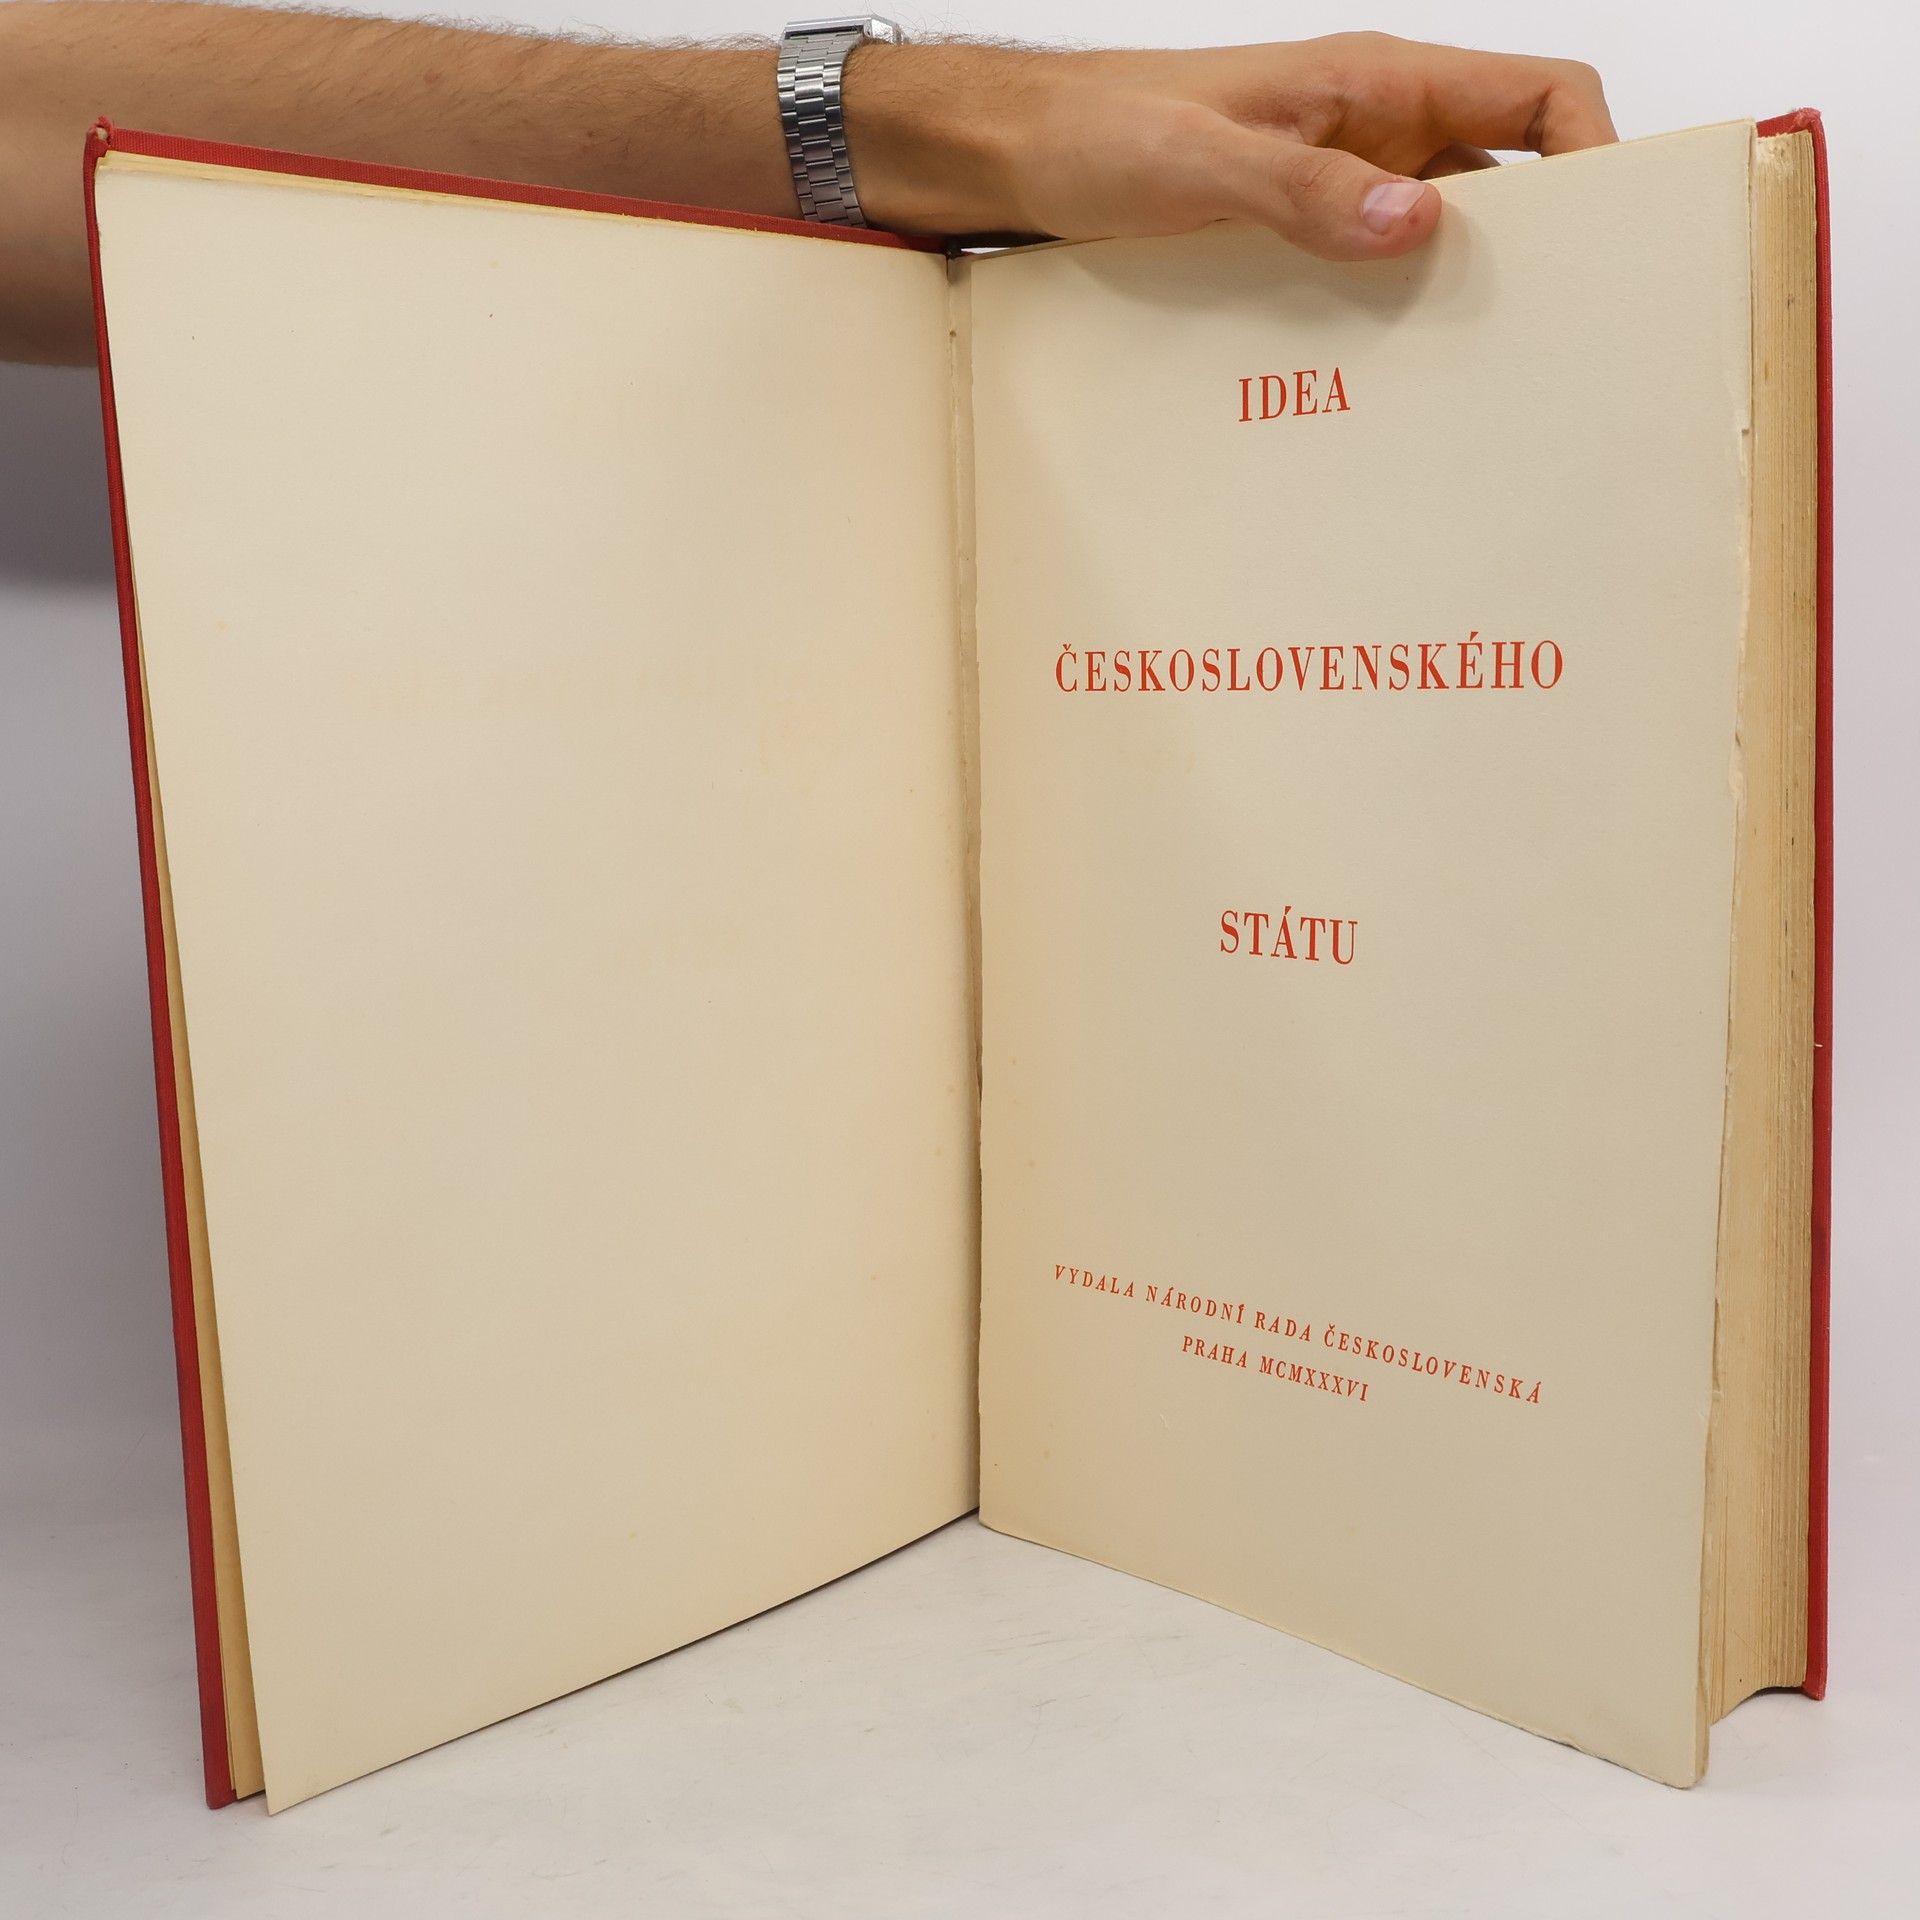 IDEA
ČESKOSLOVENSKÉHO
STÁTU
VYDALA NÁRODNÍ RADA ČESKOSLOVENSKÁ
PRAHA MCMXXXVI